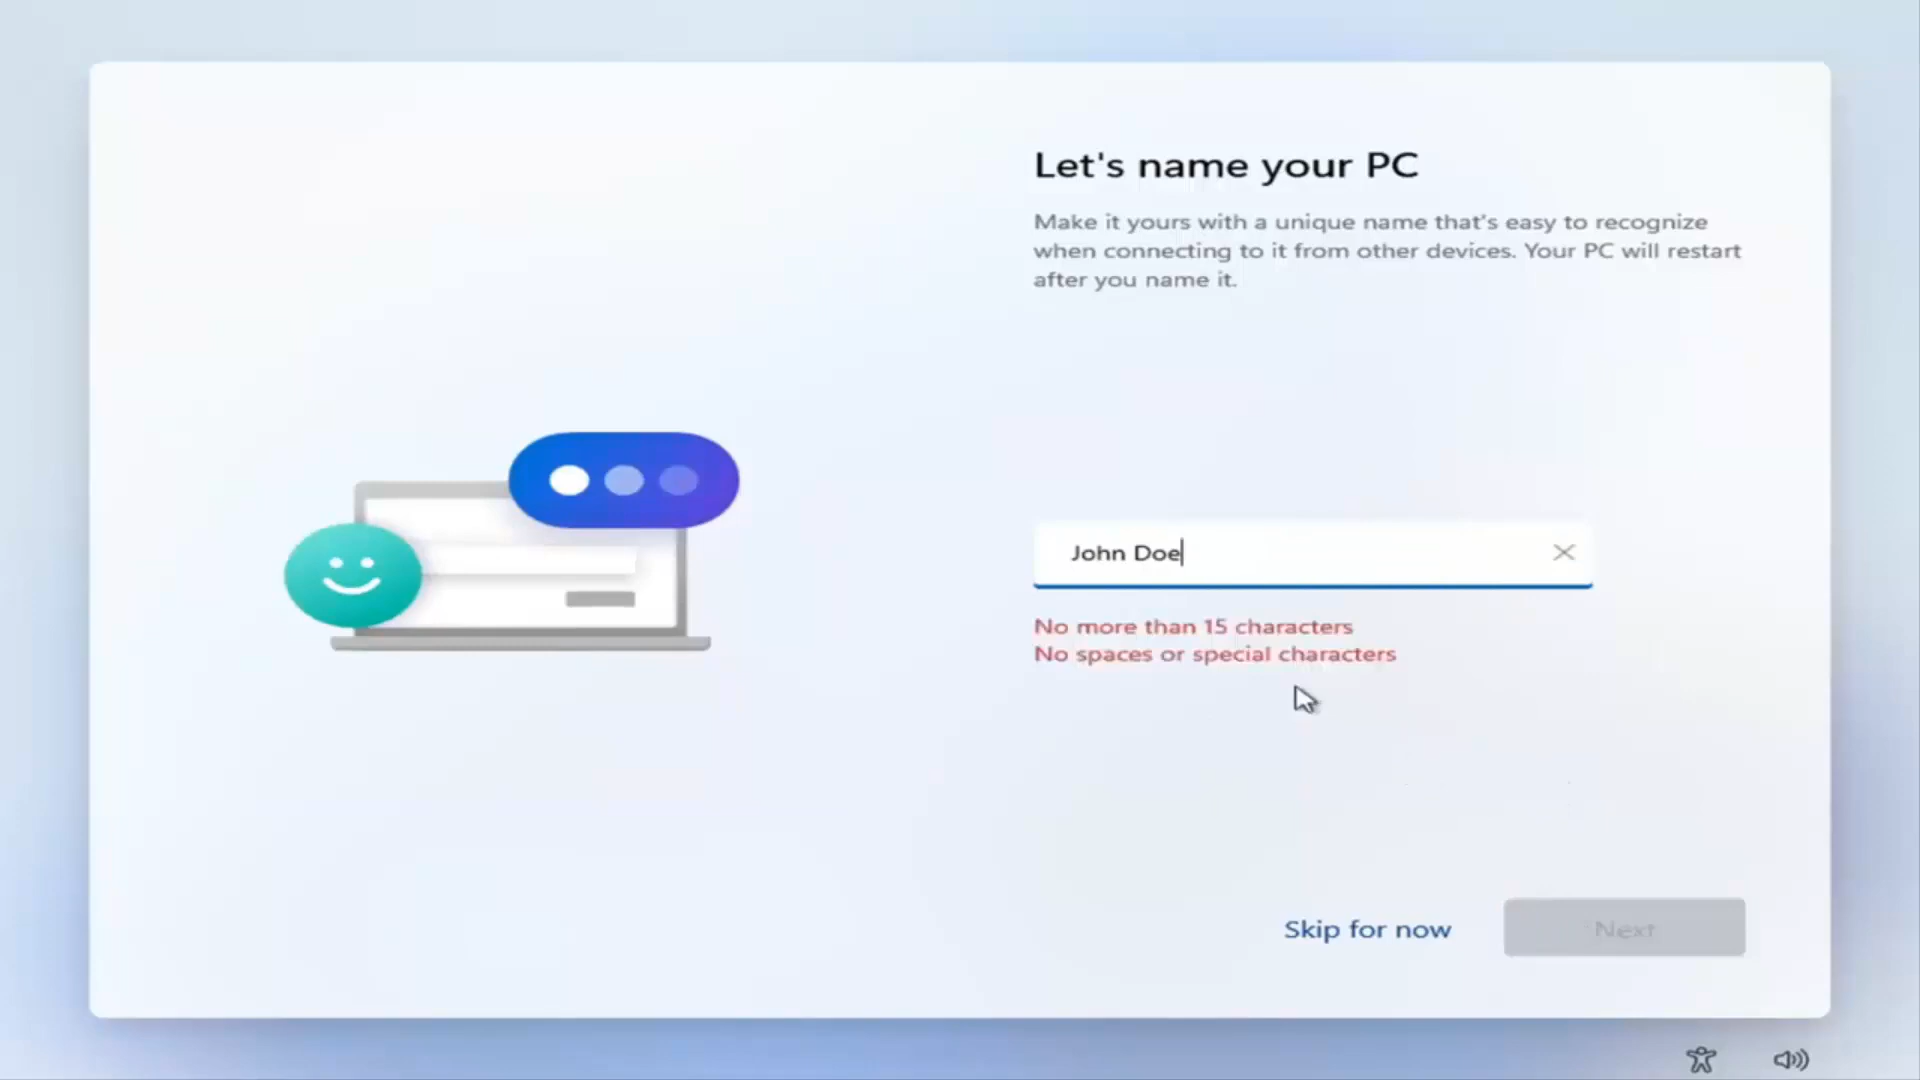 Let's name your PC
Make it yours with a unique name that's easy to recognize
when connecting to it from other devices. Your PC will restart
after you name it.
John Doe
No more than 15 characters
No spaces or special characters
Skip for now
Next